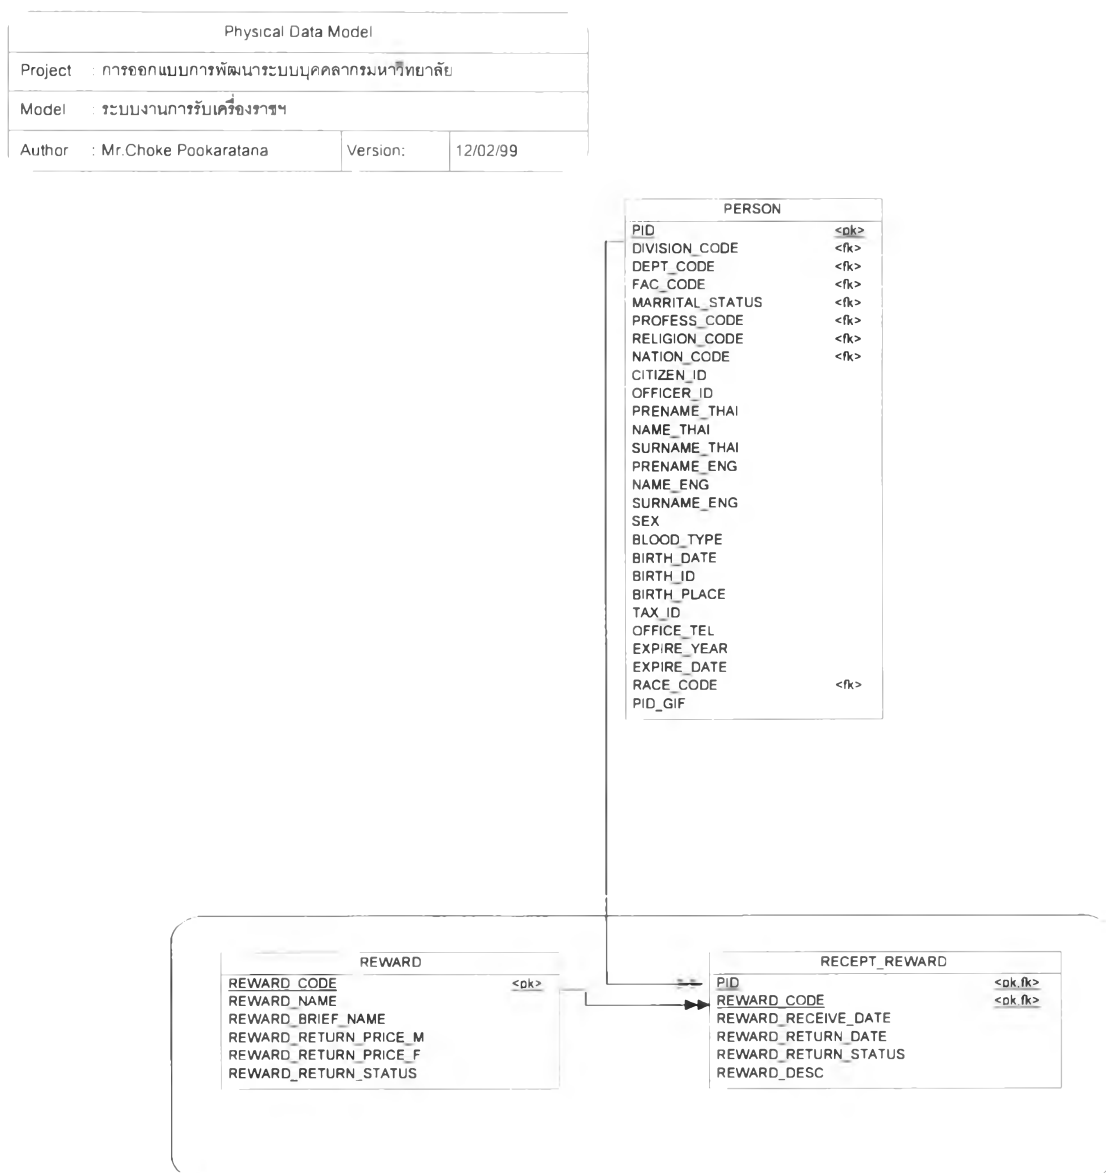 Physical Data Model
Project : การออกแบบการพัฒนาระบบบุคคลากรมหาวิทยาลัย
Model : ระบบงานการรับเครื่องราชฯ
Author : Mr.Choke Pookaratana Version: 12/02/99
PERSON
PID <pk>
DIVISION_CODE <fk>
DEPT_CODE <fk>
FAC_CODE <fk>
MARRITAL_STATUS <fk>
PROFESS_CODE <fk>
RELIGION_CODE <fk>
NATION_CODE <fk>
CITIZEN_ID
OFFICER_ID
PRENAME_THAI
NAME_THAI
SURNAME_THAI
PRENAME_ENG
NAME_ENG
SURNAME_ENG
SEX
BLOOD_TYPE
BIRTH_DATE
BIRTH_ID
BIRTH_PLACE
TAX_ID
OFFICE_TEL
EXPIRE_YEAR
EXPIRE_DATE
RACE_CODE <fk>
PID_GIF
REWARD
REWARD_CODE <pk>
REWARD_NAME
REWARD_BRIEF_NAME
REWARD_RETURN_PRICE_M
REWARD_RETURN_PRICE_F
REWARD_RETURN_STATUS
RECEPT_REWARD
PID <pk,fk>
REWARD_CODE <pk,fk>
REWARD_RECEIVE_DATE
REWARD_RETURN_DATE
REWARD_RETURN_STATUS
REWARD_DESC